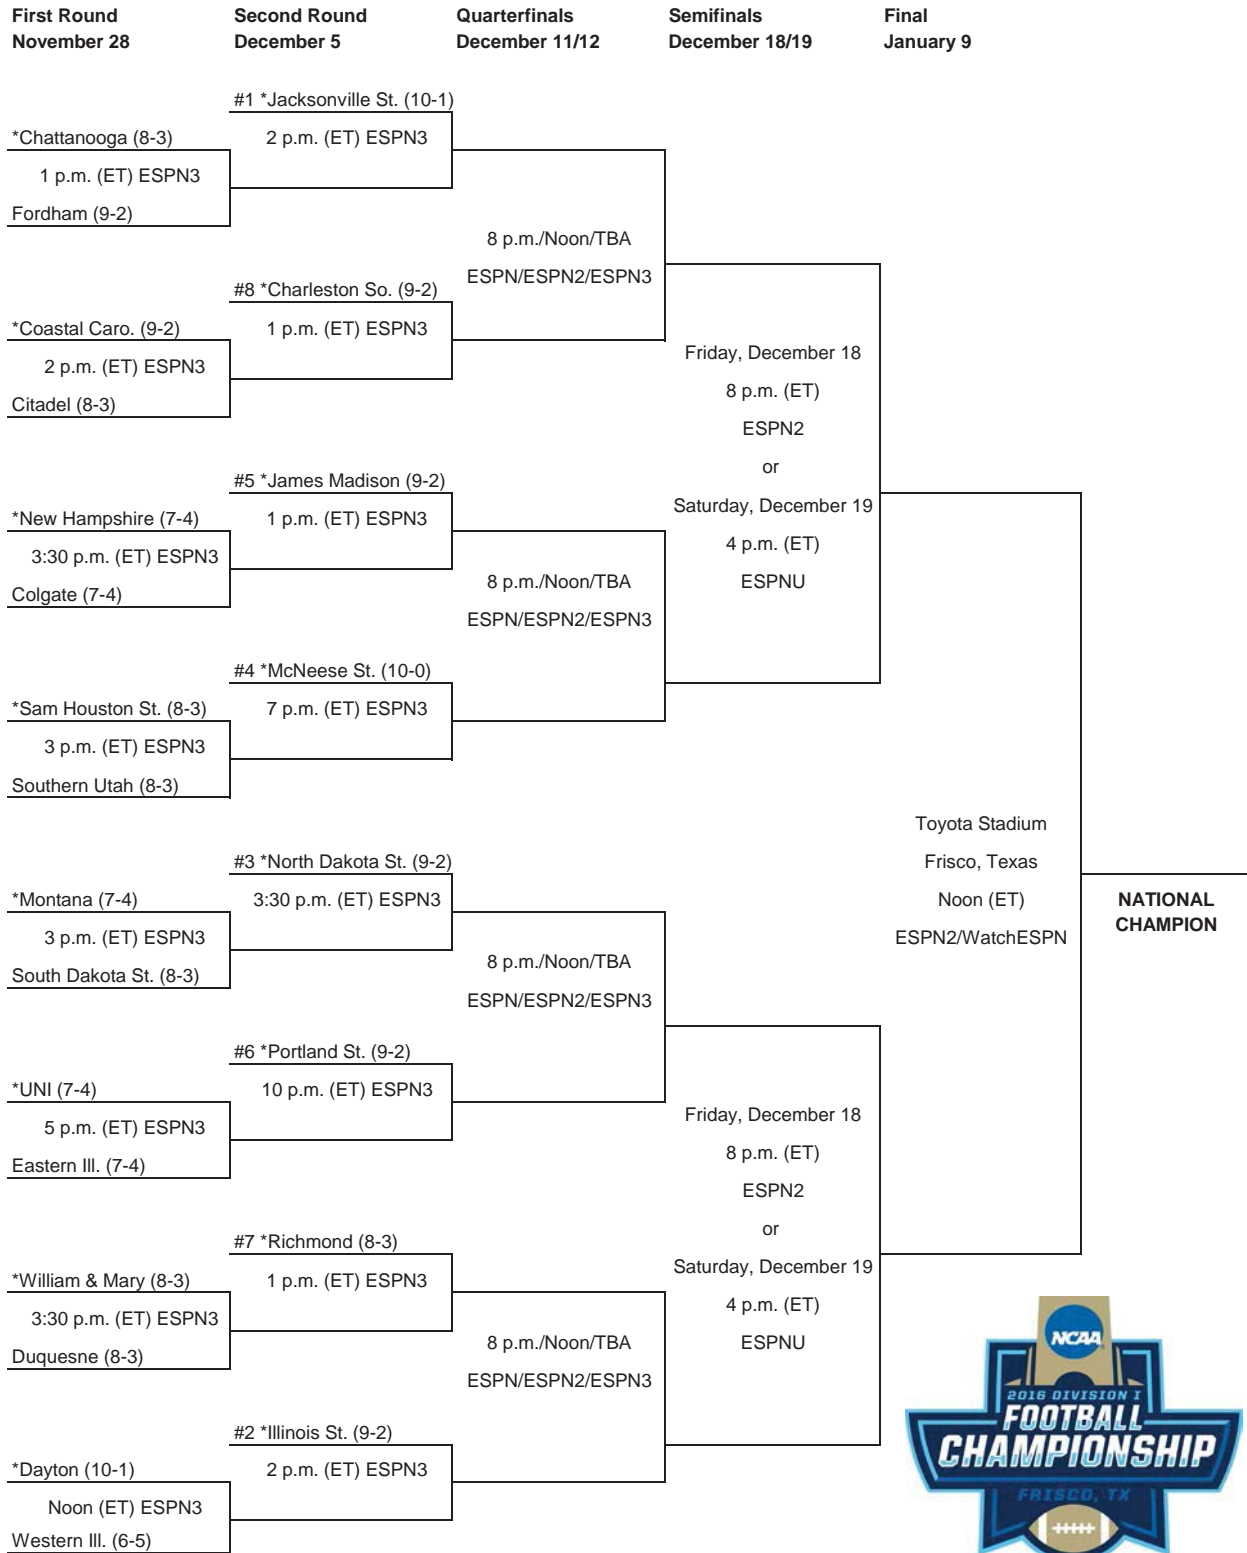 First Round
November 28
Second Round
December 5
Quarterfinals
December 11/12
Semifinals
December 18/19
Final
January 9
*Chattanooga (8-3)
1 p.m. (ET) ESPN3
Fordham (9-2)
*Coastal Caro. (9-2)
2 p.m. (ET) ESPN3
Citadel (8-3)
*New Hampshire (7-4)
3:30 p.m. (ET) ESPN3
Colgate (7-4)
*Sam Houston St. (8-3)
3 p.m. (ET) ESPN3
Southern Utah (8-3)
*Montana (7-4)
3 p.m. (ET) ESPN3
South Dakota St. (8-3)
*UNI (7-4)
5 p.m. (ET) ESPN3
Eastern Ill. (7-4)
*William & Mary (8-3)
3:30 p.m. (ET) ESPN3
Duquesne (8-3)
*Dayton (10-1)
Noon (ET) ESPN3
Western Ill. (6-5)
#1 *Jacksonville St. (10-1)
2 p.m. (ET) ESPN3
#8 *Charleston So. (9-2)
1 p.m. (ET) ESPN3
#5 *James Madison (9-2)
1 p.m. (ET) ESPN3
#4 *McNeese St. (10-0)
7 p.m. (ET) ESPN3
#3 *North Dakota St. (9-2)
3:30 p.m. (ET) ESPN3
#6 *Portland St. (9-2)
10 p.m. (ET) ESPN3
#7 *Richmond (8-3)
1 p.m. (ET) ESPN3
#2 *Illinois St. (9-2)
2 p.m. (ET) ESPN3
8 p.m./Noon/TBA
ESPN/ESPN2/ESPN3
8 p.m./Noon/TBA
ESPN/ESPN2/ESPN3
8 p.m./Noon/TBA
ESPN/ESPN2/ESPN3
8 p.m./Noon/TBA
ESPN/ESPN2/ESPN3
Friday, December 18
8 p.m. (ET)
ESPN2
or
Saturday, December 19
4 p.m. (ET)
ESPNU
Friday, December 18
8 p.m. (ET)
ESPN2
or
Saturday, December 19
4 p.m. (ET)
ESPNU
Toyota Stadium
Frisco, Texas
Noon (ET)
ESPN2/WatchESPN
NATIONAL
CHAMPION
NCAA
2016 DIVISION I
FOOTBALL
CHAMPIONSHIP
FRISCO, TX